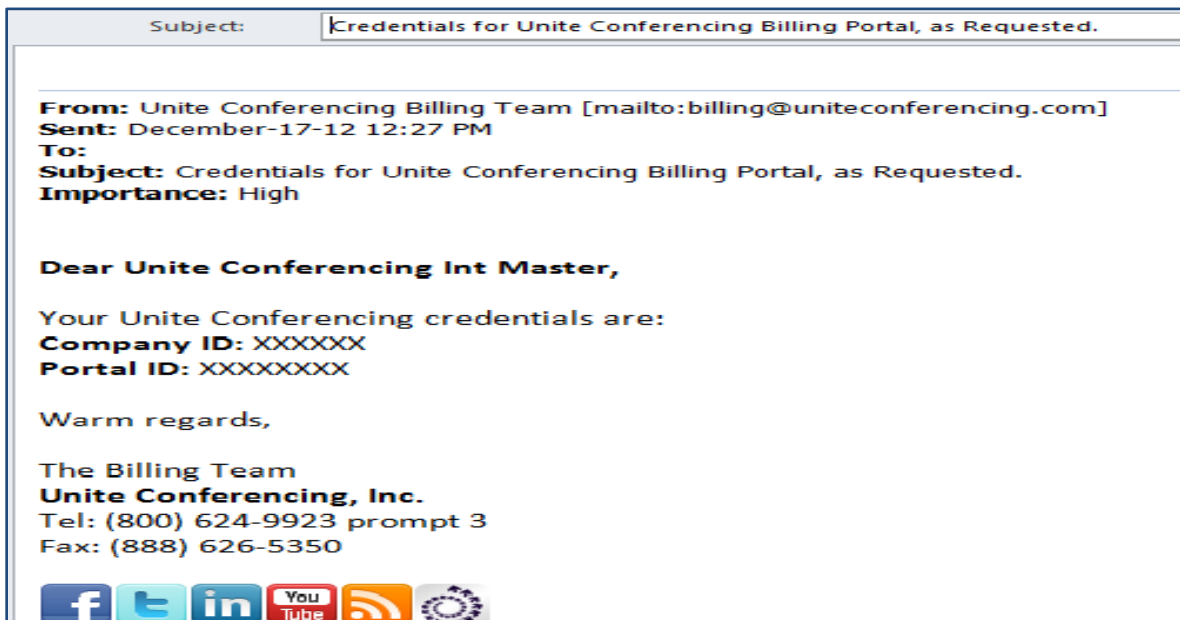 Subject: Credentials for Unite Conferencing Billing Portal, as Requested.
From: Unite Conferencing Billing Team [mailto:billing@uniteconferencing.com]
Sent: December-17-12 12:27 PM
To:
Subject: Credentials for Unite Conferencing Billing Portal, as Requested.
Importance: High
Dear Unite Conferencing Int Master,
Your Unite Conferencing credentials are:
Company ID: XXXXXX
Portal ID: XXXXXXXX
Warm regards,
The Billing Team
Unite Conferencing, Inc.
Tel: (800) 624-9923 prompt 3
Fax: (888) 626-5350
f t in You
Tube